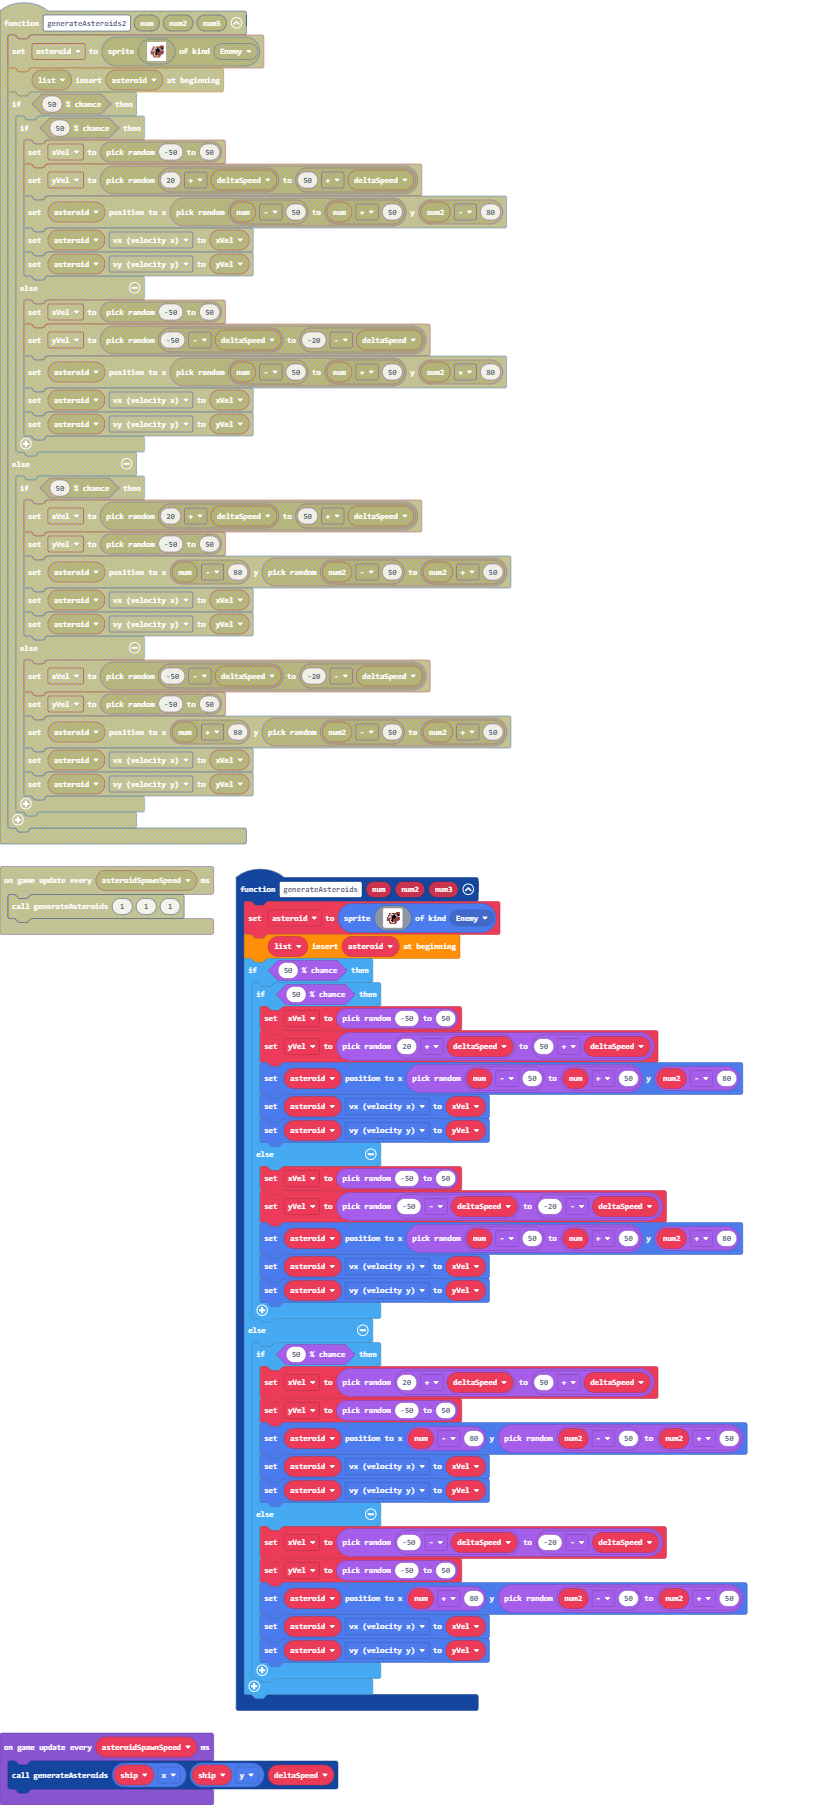 function generateAsteroids2 num num2 num3
set asteroid to sprite of kind Enemy
list insert asteroid at beginning
if 50 % chance then
if 50 % chance then
set xVel to pick random -50 to 50
set yVel to pick random 20 + deltaSpeed to 50 + deltaSpeed
set asteroid position to x pick random num - 50 to num + 50 y num2 - 80
set asteroid vx (velocity x) to xVel
set asteroid vy (velocity y) to yVel
else
set xVel to pick random -50 to 50
set yVel to pick random -50 - deltaSpeed to -20 - deltaSpeed
set asteroid position to x pick random num - 50 to num + 50 y num2 + 80
set asteroid vx (velocity x) to xVel
set asteroid vy (velocity y) to yVel
else
if 50 % chance then
set xVel to pick random 20 + deltaSpeed to 50 + deltaSpeed
set yVel to pick random -50 to 50
set asteroid position to x num - 80 y pick random num2 - 50 to num2 + 50
set asteroid vx (velocity x) to xVel
set asteroid vy (velocity y) to yVel
else
set xVel to pick random -50 - deltaSpeed to -20 - deltaSpeed
set yVel to pick random -50 to 50
set asteroid position to x num + 80 y pick random num2 - 50 to num2 + 50
set asteroid vx (velocity x) to xVel
set asteroid vy (velocity y) to yVel
on game update every asteroidSpawnSpeed ms
call generateAsteroids 1 1 1
function generateAsteroids num num2 num3
set asteroid to sprite of kind Enemy
list insert asteroid at beginning
if 50 % chance then
if 50 % chance then
set xVel to pick random -50 to 50
set yVel to pick random 20 + deltaSpeed to 50 + deltaSpeed
set asteroid position to x pick random num - 50 to num + 50 y num2 - 80
set asteroid vx (velocity x) to xVel
set asteroid vy (velocity y) to yVel
else
set xVel to pick random -50 to 50
set yVel to pick random -50 - deltaSpeed to -20 - deltaSpeed
set asteroid position to x pick random num - 50 to num + 50 y num2 + 80
set asteroid vx (velocity x) to xVel
set asteroid vy (velocity y) to yVel
else
if 50 % chance then
set xVel to pick random 20 + deltaSpeed to 50 + deltaSpeed
set yVel to pick random -50 to 50
set asteroid position to x num - 80 y pick random num2 - 50 to num2 + 50
set asteroid vx (velocity x) to xVel
set asteroid vy (velocity y) to yVel
else
set xVel to pick random -50 - deltaSpeed to -20 - deltaSpeed
set yVel to pick random -50 to 50
set asteroid position to x num + 80 y pick random num2 - 50 to num2 + 50
set asteroid vx (velocity x) to xVel
set asteroid vy (velocity y) to yVel
on game update every asteroidSpawnSpeed ms
call generateAsteroids ship x ship y deltaSpeed